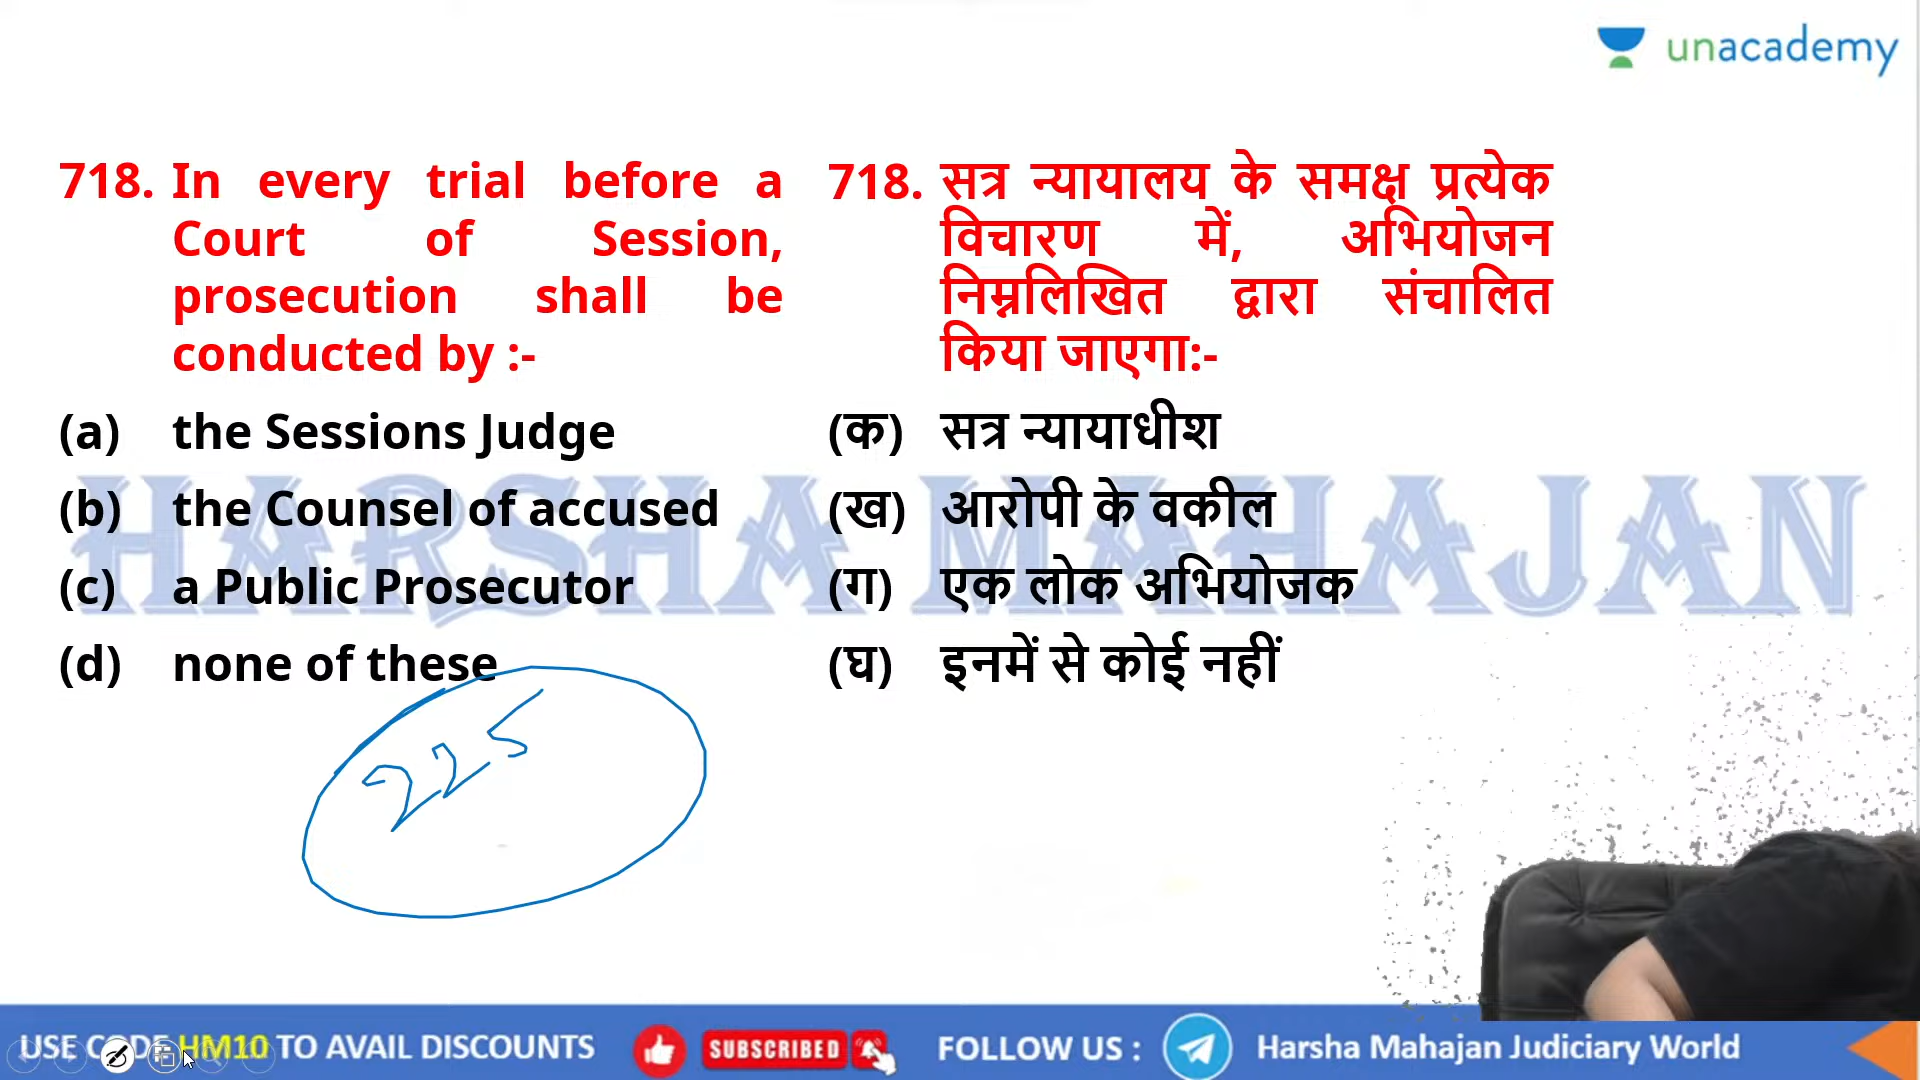 unacademy
718. In every trial before a
Court of Session,
prosecution shall be
conducted by :-
(a) the Sessions Judge
(b) the Counsel of accused
(c) a Public Prosecutor
(d) none of these
718. सत्र न्यायालय के समक्ष प्रत्येक
विचारण में, अभियोजन
निम्नलिखित द्वारा संचालित
किया जाएगा:-
(क) सत्र न्यायाधीश
(ख) आरोपी के वकील
(ग) एक लोक अभियोजक
(घ) इनमें से कोई नहीं
HARSHA MAHAJAN
225
USE CODE HM10 TO AVAIL DISCOUNTS
SUBSCRIBED
FOLLOW US :
Harsha Mahajan Judiciary World